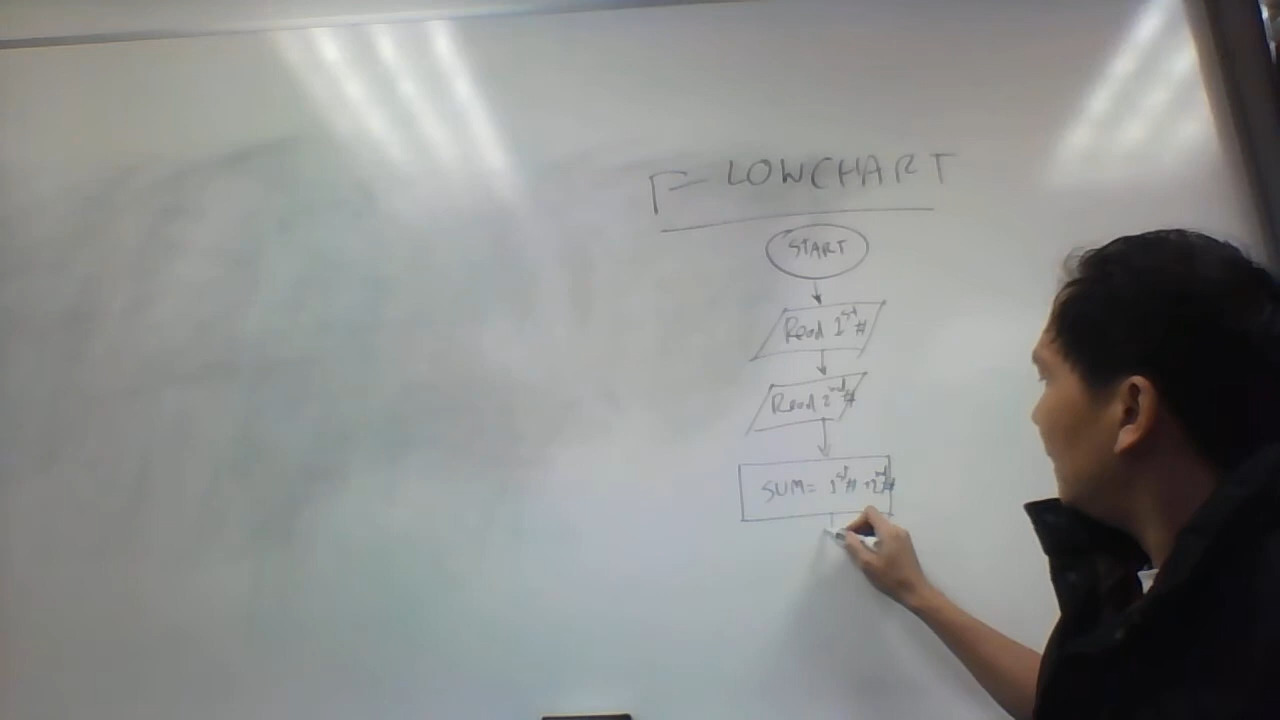 FLOWCHART
START
Read 1st #
Read 2nd #
SUM = 1st # + 2nd #